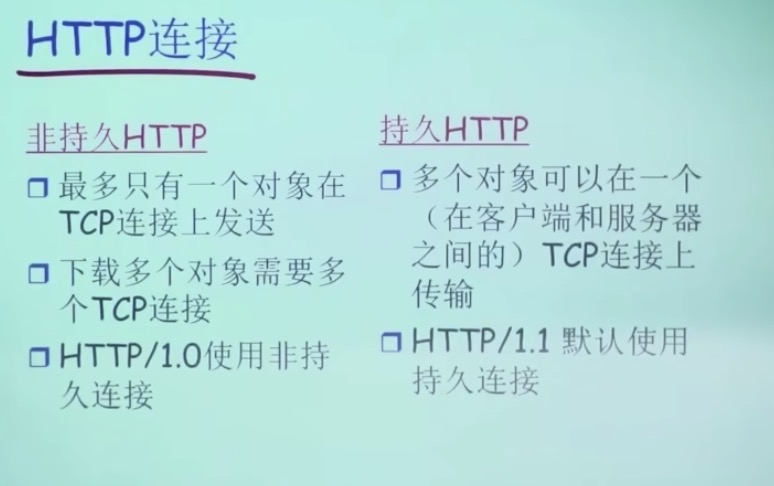 HTTP连接
非持久HTTP
最多只有一个对象在
TCP连接上发送
下载多个对象需要多
个TCP连接
HTTP/1.0使用非持
久连接
持久HTTP
多个对象可以在一个
（在客户端和服务器
之间的）TCP连接上
传输
HTTP/1.1 默认使用
持久连接